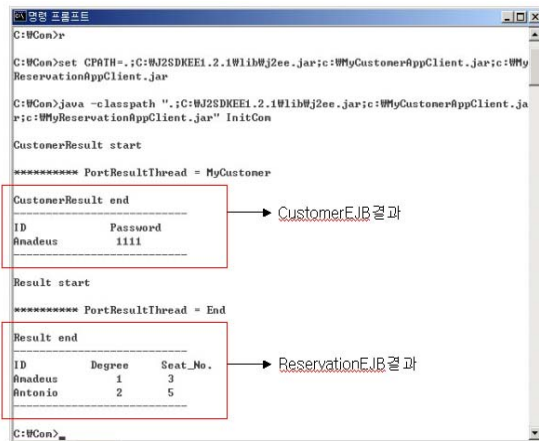 명령 프롬프트
C:₩Com>r
C:₩Com>set CPATH=.;C:₩J2SDKEE1.2.1₩lib₩j2ee.jar;c:₩MyCustomerAppClient.jar;c:₩My
ReservationAppClient.jar
C:₩Com>java -classpath ".;C:₩J2SDKEE1.2.1₩lib₩j2ee.jar;c:₩MyCustomerAppClient.ja
r;c:₩MyReservationAppClient.jar" InitCom
CustomerResult start
********** PortResultThread = MyCustomer
CustomerResult end
----------------------------
ID Password
Amadeus 1111
----------------------------
CustomerEJB결과
Result start
********** PortResultThread = End
Result end
----------------------------
ID Degree Seat_No.
Amadeus 1 3
Antonio 2 5
----------------------------
ReservationEJB결과
C:₩Com>_